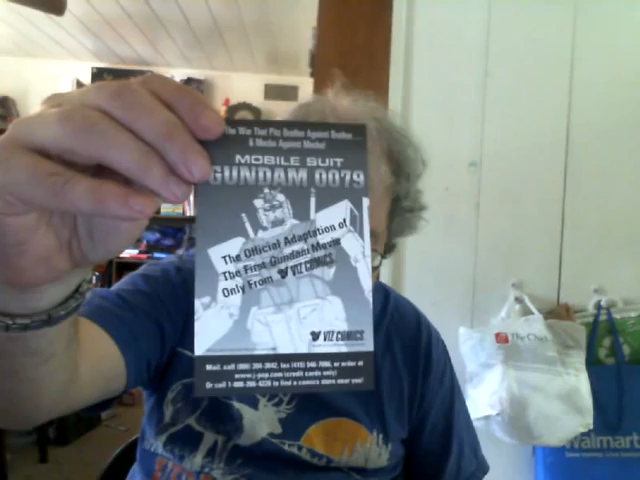 The War That Pits Brother Against Brother...
& Mecha Against Mecha!
MOBILE SUIT
GUNDAM 0079
The Official Adaptation of
The First Gundam Movie
Only From VIZ COMICS
VIZ COMICS
Mail, call (800) 394-3042, fax (415) 546-7086, or order at
www.j-pop.com (credit cards only)
Or call 1-888-266-4226 to find a comics store near you!
Walmart